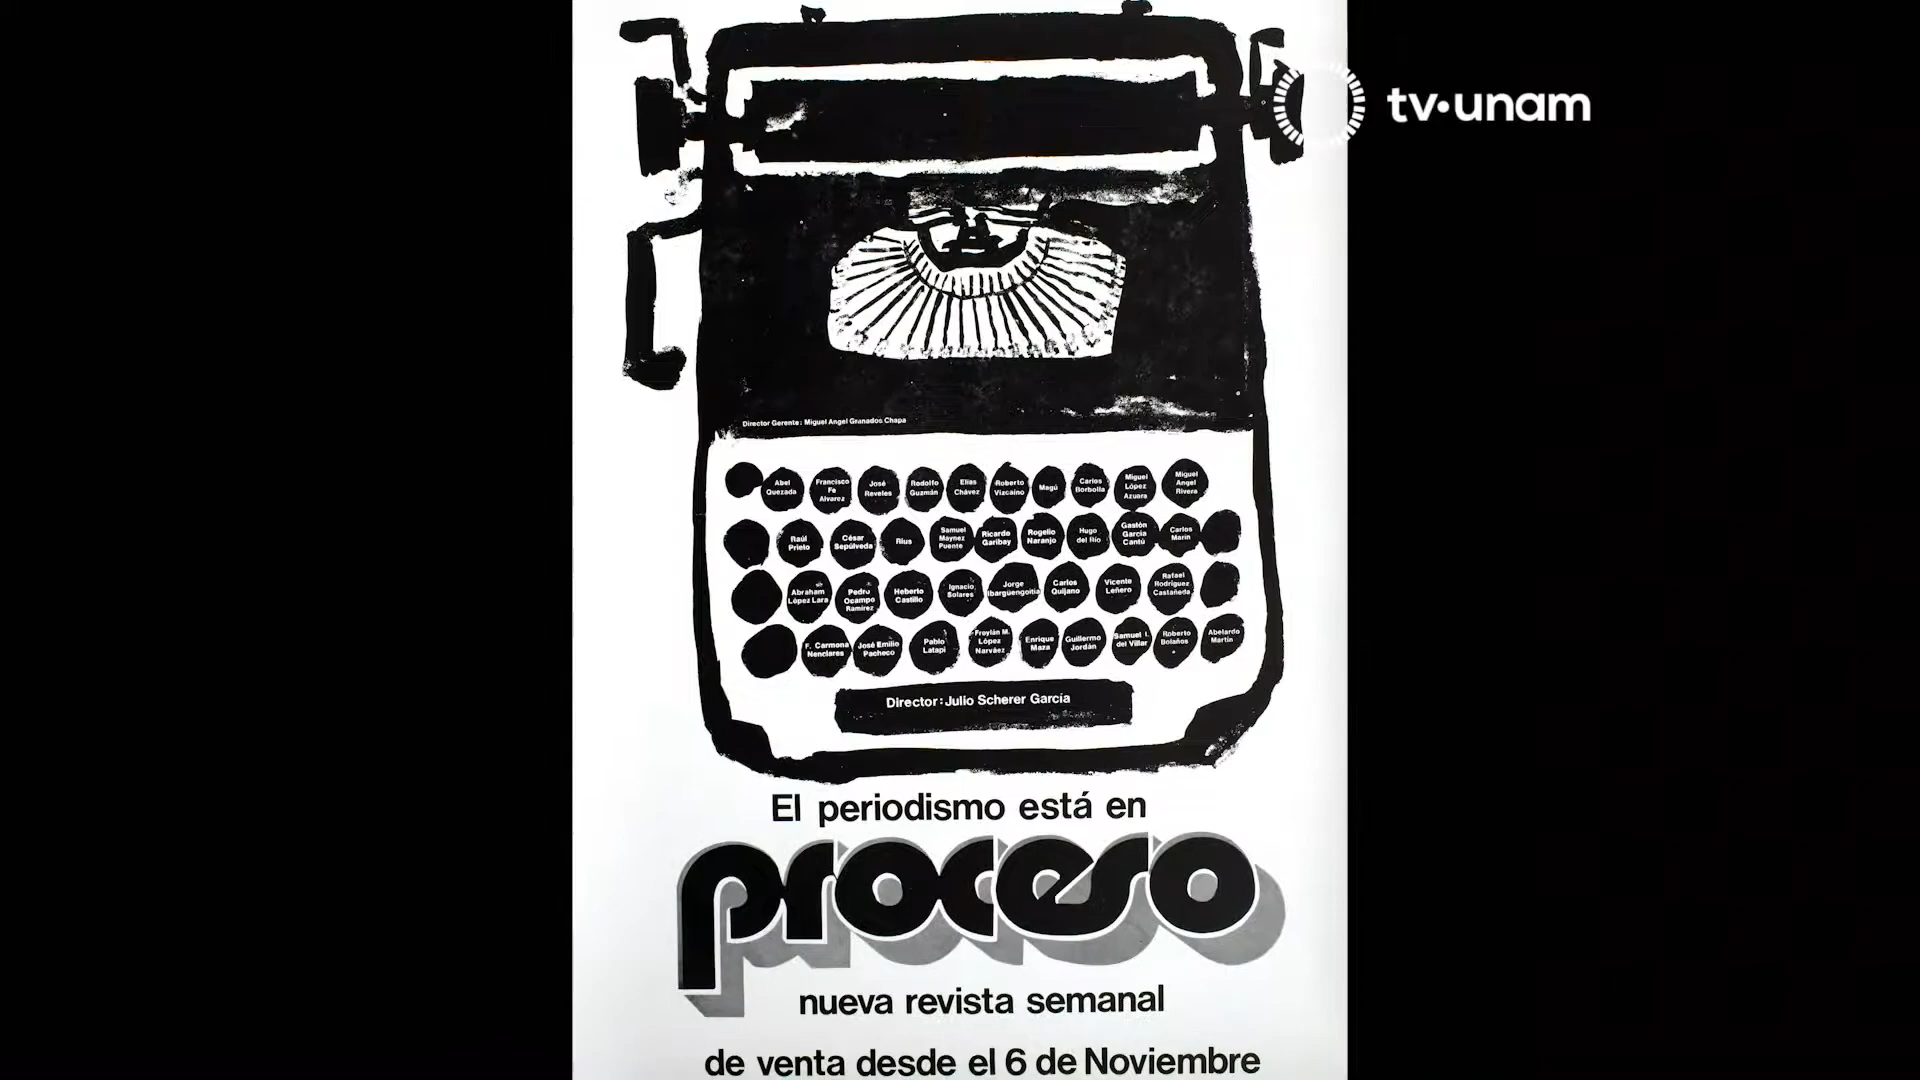 tv·unam
Director Gerente: Miguel Angel Granados Chapa
Abel
Quezada
Francisco
Fe
Alvarez
José
Reveles
Rodolfo
Guzmán
Elías
Chávez
Roberto
Vizcaíno
Magú
Carlos
Borbolla
Miguel
López
Azuara
Miguel
Angel
Rivera
Raúl
Prieto
César
Sepúlveda
Rius
Samuel
Maynez
Puente
Ricardo
Garibay
Rogelio
Naranjo
Hugo
del Río
Gastón
García
Cantú
Carlos
Marín
Abraham
López Lara
Pedro
Ocampo
Ramírez
Heberto
Castillo
Ignacio
Solares
Jorge
Ibargüengoitia
Carlos
Quijano
Vicente
Leñero
Rafael
Rodríguez
Castañeda
F. Carmona
Nenclares
José Emilio
Pacheco
Pablo
Latapí
Froylán M.
López
Narváez
Enrique
Maza
Guillermo
Jordán
Samuel I.
del Villar
Roberto
Bolaños
Abelardo
Martín
Director: Julio Scherer García
El periodismo está en
proceso
nueva revista semanal
de venta desde el 6 de Noviembre